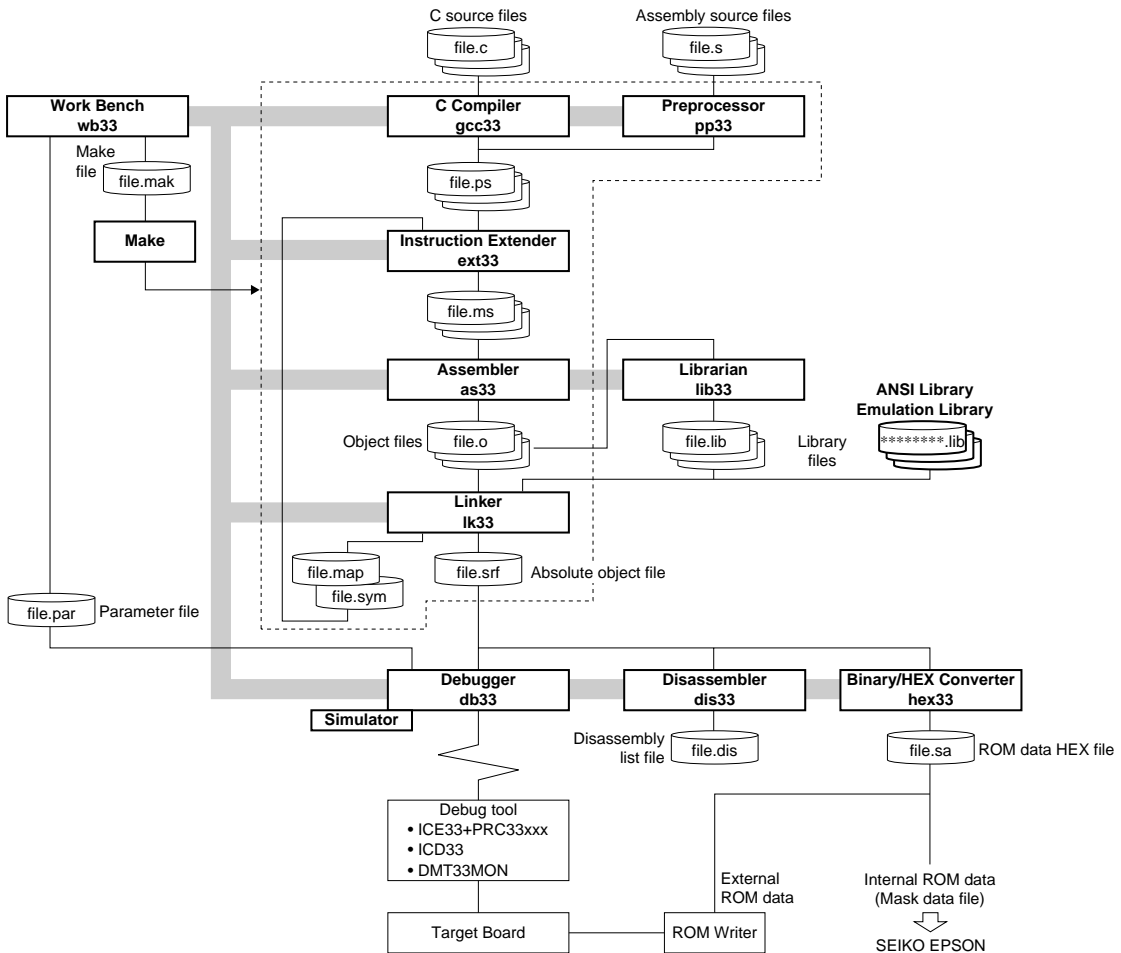 C source files
Assembly source files
file.c
file.s
Work Bench
wb33
C Compiler
gcc33
Preprocessor
pp33
Make
file
file.mak
file.ps
Make
Instruction Extender
ext33
file.ms
Assembler
as33
Librarian
lib33
ANSI Library
Emulation Library
Object files
file.o
file.lib
Library
files
********.lib
Linker
lk33
file.map
file.sym
file.srf
Absolute object file
file.par
Parameter file
Debugger
db33
Disassembler
dis33
Binary/HEX Converter
hex33
Simulator
Disassembly
list file
file.dis
file.sa
ROM data HEX file
Debug tool
• ICE33+PRC33xxx
• ICD33
• DMT33MON
External
ROM data
Internal ROM data
(Mask data file)
Target Board
ROM Writer
SEIKO EPSON